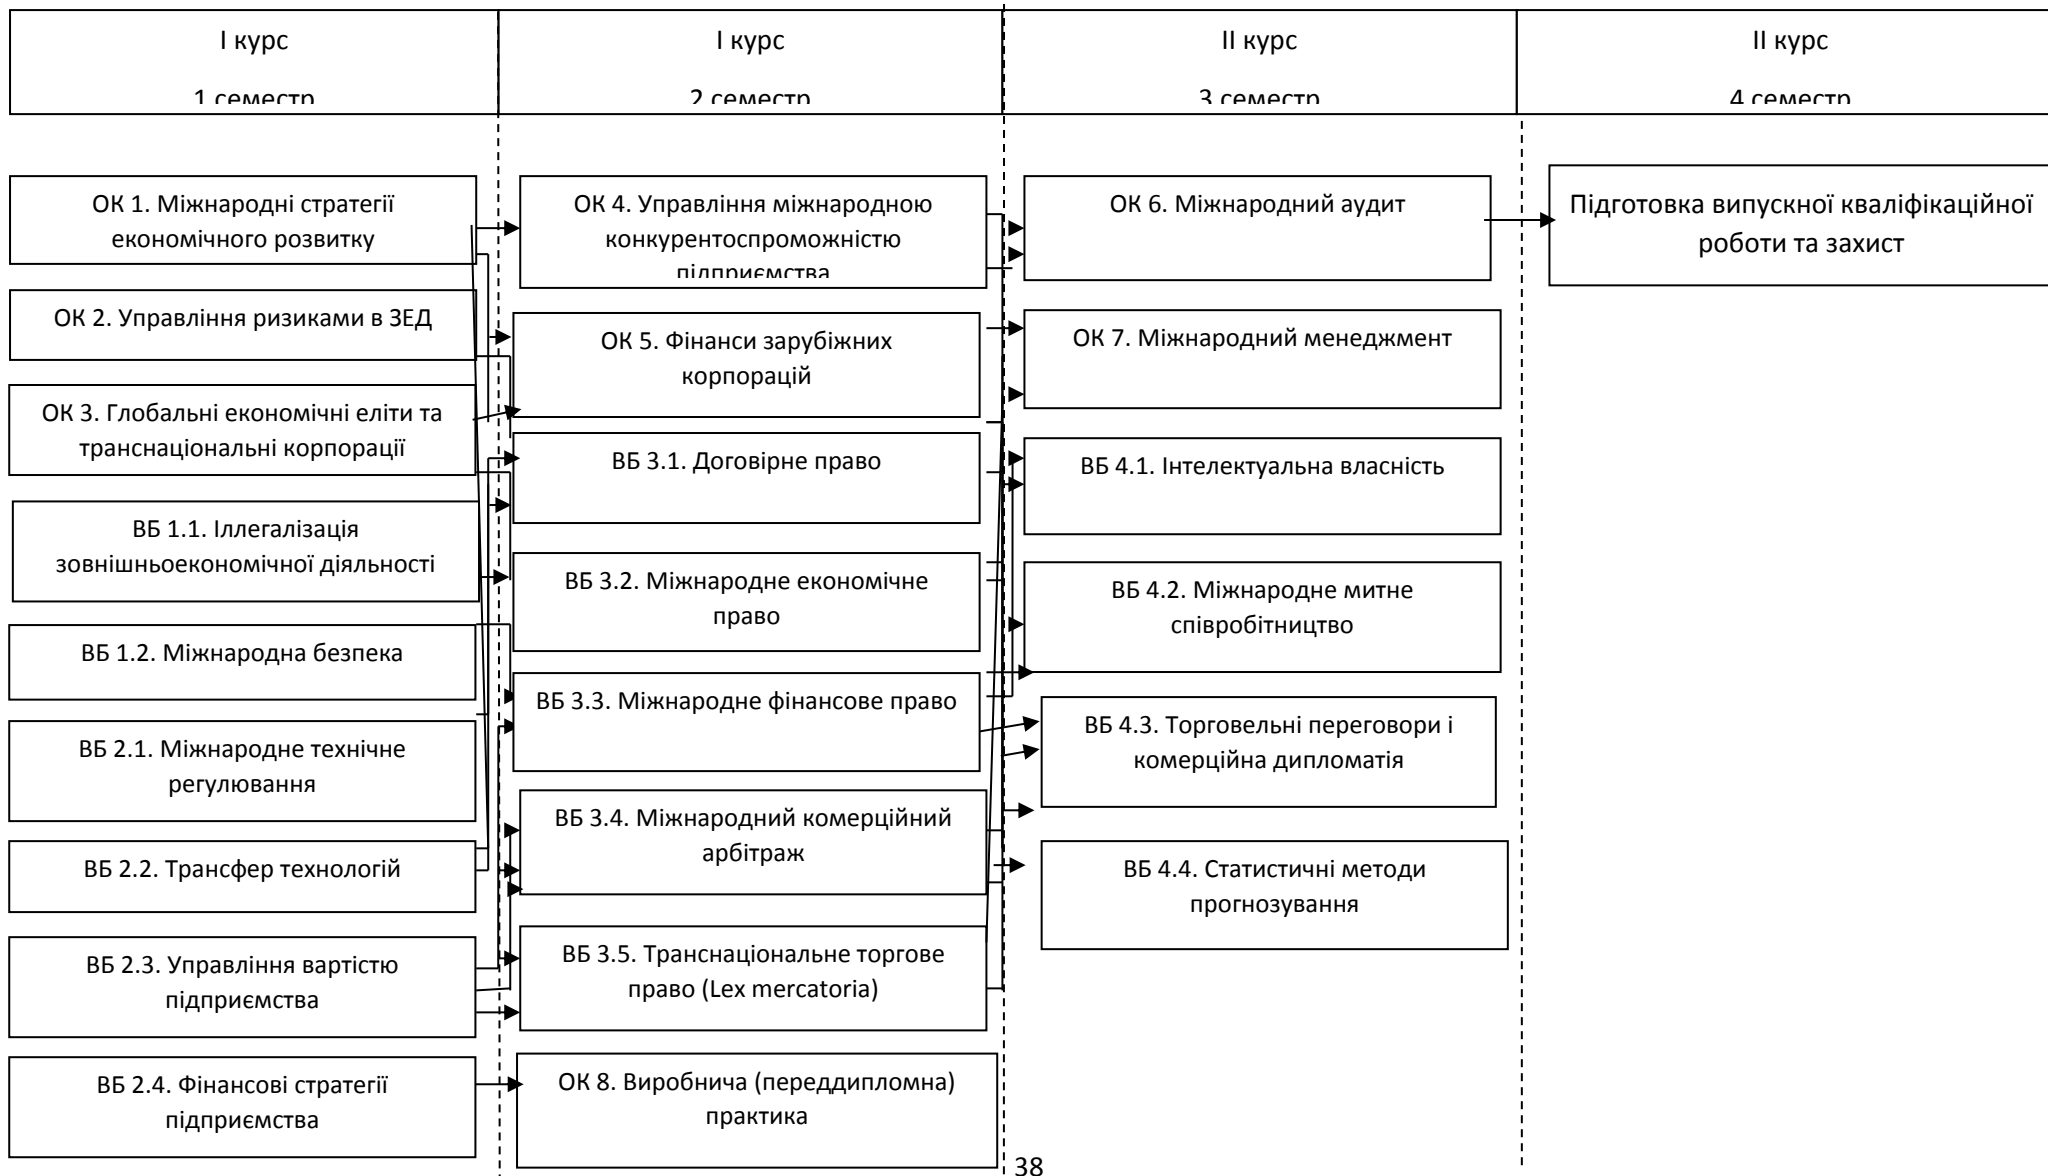 І курс
1 семестр
І курс
2 семестр
ІІ курс
3 семестр
ІІ курс
4 семестр
ОК 1. Міжнародні стратегії
економічного розвитку
ОК 2. Управління ризиками в ЗЕД
ОК 3. Глобальні економічні еліти та
транснаціональні корпорації
ВБ 1.1. Іллегалізація
зовнішньоекономічної діяльності
ВБ 1.2. Міжнародна безпека
ВБ 2.1. Міжнародне технічне
регулювання
ВБ 2.2. Трансфер технологій
ВБ 2.3. Управління вартістю
підприємства
ВБ 2.4. Фінансові стратегії
підприємства
ОК 4. Управління міжнародною
конкурентоспроможністю
підприємства
ОК 5. Фінанси зарубіжних
корпорацій
ВБ 3.1. Договірне право
ВБ 3.2. Міжнародне економічне
право
ВБ 3.3. Міжнародне фінансове право
ВБ 3.4. Міжнародний комерційний
арбітраж
ВБ 3.5. Транснаціональне торгове
право (Lex mercatoria)
ОК 8. Виробнича (переддипломна)
практика
ОК 6. Міжнародний аудит
ОК 7. Міжнародний менеджмент
ВБ 4.1. Інтелектуальна власність
ВБ 4.2. Міжнародне митне
співробітництво
ВБ 4.3. Торговельні переговори і
комерційна дипломатія
ВБ 4.4. Статистичні методи
прогнозування
Підготовка випускної кваліфікаційної
роботи та захист
38